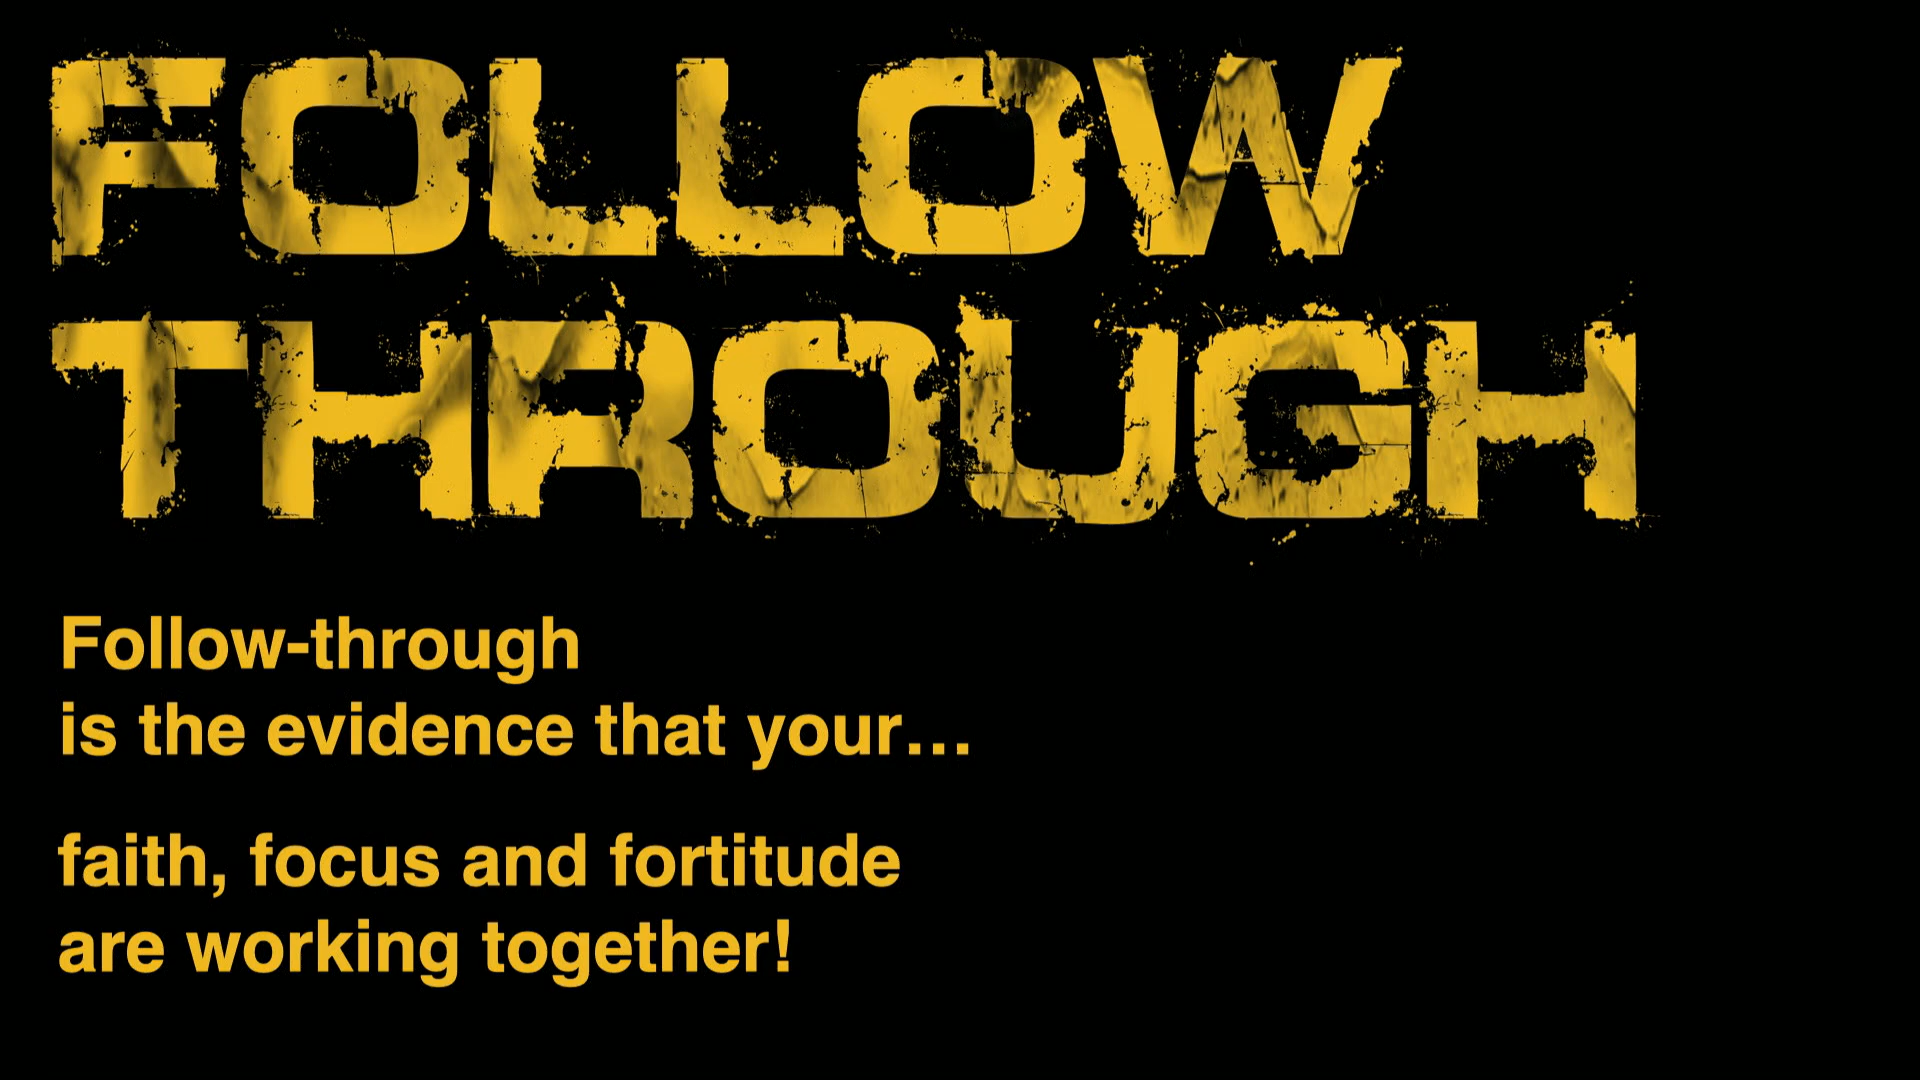 FOLLOW
THROUGH
Follow-through
is the evidence that your…
faith, focus and fortitude
are working together!